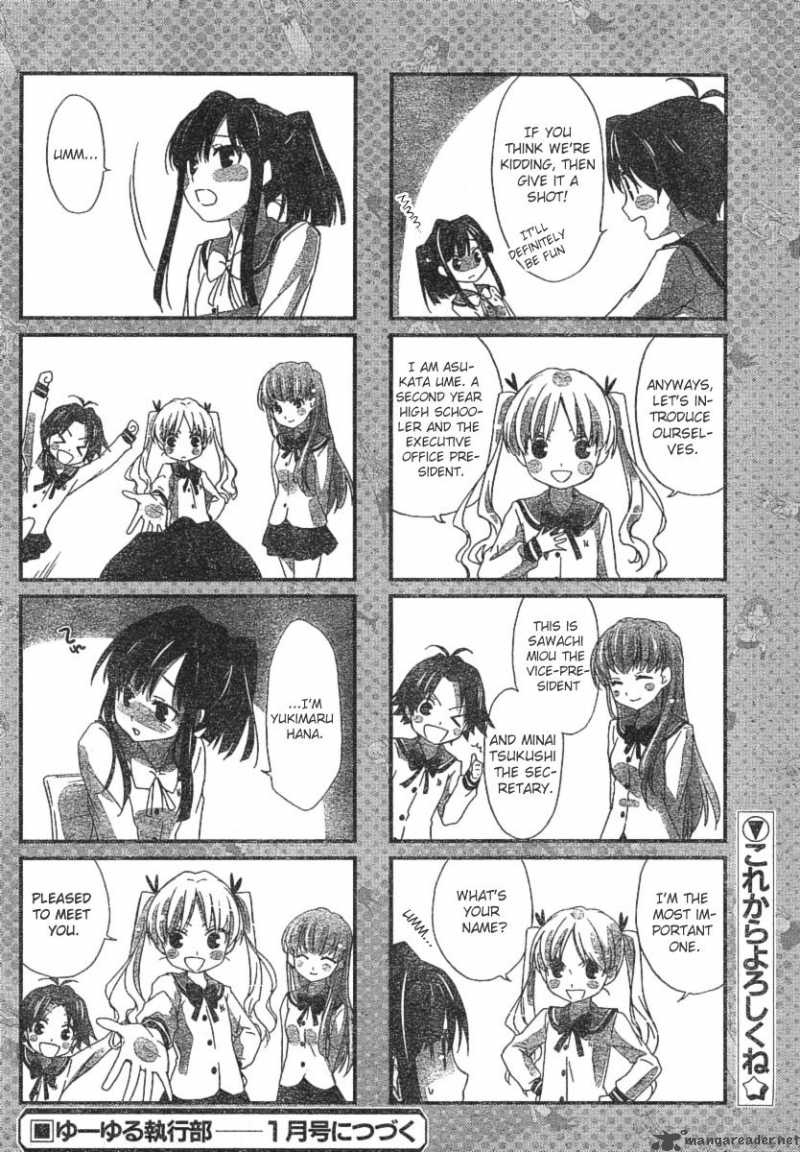 IF YOU
THINK WE'RE
KIDDING, THEN
GIVE IT A
SHOT!
IT'LL
DEFINITELY
BE FUN
ANYWAYS,
LET'S IN-
TRODUCE
OURSEL-
VES.
I AM ASU-
KATA UME. A
SECOND YEAR
HIGH SCHOO-
LER AND THE
EXECUTIVE
OFFICE PRE-
SIDENT.
THIS IS
SAWACHI
MIOU THE
VICE-PRE-
SIDENT
AND MINAI
TSUKUSHI
THE SEC-
RETARY.
I'M THE
MOST IM-
PORTANT
ONE.
WHAT'S
YOUR
NAME?
UMM...
UMM...
...I'M
YUKIMARU
HANA.
PLEASED
TO MEET
YOU.
▼これからよろしくね☆
ゆーゆる執行部――1月号につづく
mangareader.net